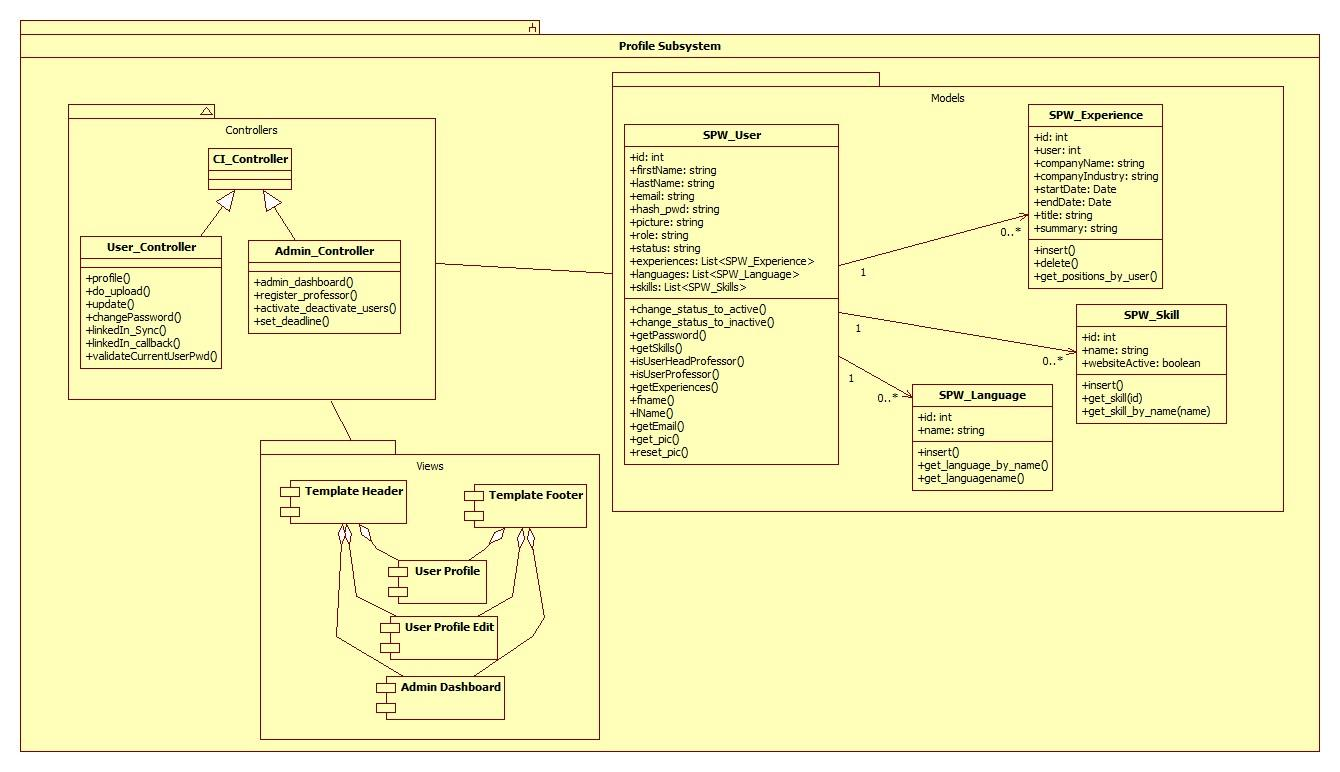 Profile Subsystem
Controllers
CI_Controller
User_Controller
+profile()
+do_upload()
+update()
+changePassword()
+linkedIn_Sync()
+linkedIn_callback()
+validateCurrentUserPwd()
Admin_Controller
+admin_dashboard()
+register_professor()
+activate_deactivate_users()
+set_deadline()
Models
SPW_User
+id: int
+firstName: string
+lastName: string
+email: string
+hash_pwd: string
+picture: string
+role: string
+status: string
+experiences: List<SPW_Experience>
+languages: List<SPW_Language>
+skills: List<SPW_Skills>
+change_status_to_active()
+change_status_to_inactive()
+getPassword()
+getSkills()
+isUserHeadProfessor()
+isUserProfessor()
+getExperiences()
+fname()
+lName()
+getEmail()
+get_pic()
+reset_pic()
1
0..*
1
0..*
1
0..*
SPW_Experience
+id: int
+user: int
+companyName: string
+companyIndustry: string
+startDate: Date
+endDate: Date
+title: string
+summary: string
+insert()
+delete()
+get_positions_by_user()
SPW_Skill
+id: int
+name: string
+websiteActive: boolean
+insert()
+get_skill(id)
+get_skill_by_name(name)
SPW_Language
+id: int
+name: string
+insert()
+get_language_by_name()
+get_languagename()
Views
Template Header
Template Footer
User Profile
User Profile Edit
Admin Dashboard